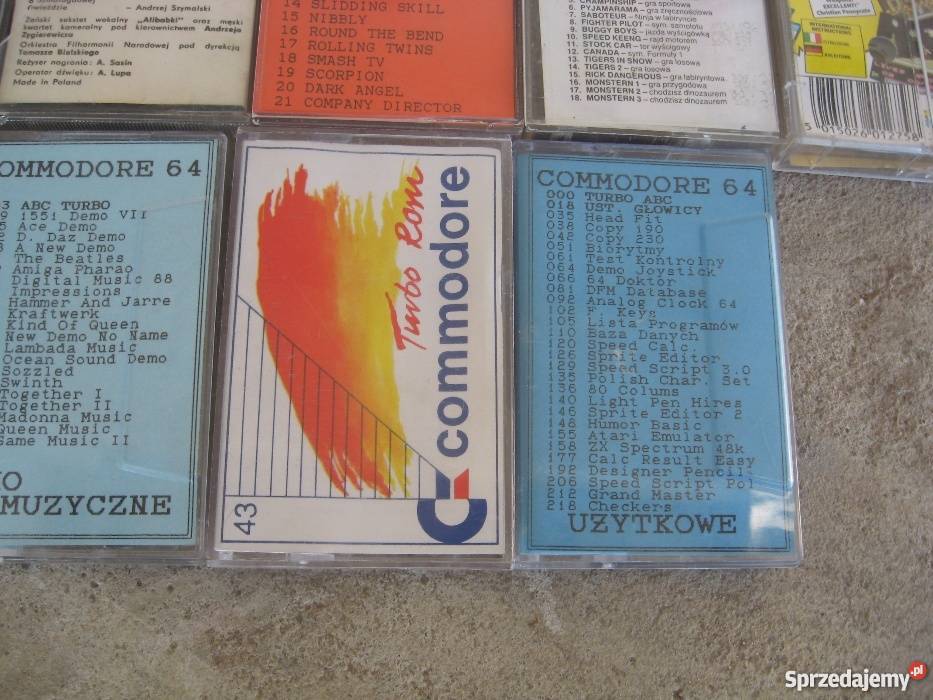 – Andrzej Szymalski
Żeński sekstet wokalny „Alibabki" oraz męski
kwartet kameralny pod kierownictwem Andrzeja
Zygierewicza
Orkiestra Filharmonii Narodowej pod dyrekcją
Tomasza Bielskiego
Reżyser nagrania: A. Sasin
Operator dźwięku: A. Lupa
Made in Poland
14 SLIDDING SKILL
15 NIBBLY
16 ROUND THE BEND
17 ROLLING TWINS
18 SMASH TV
19 SCORPION
20 DARK ANGEL
21 COMPANY DIRECTOR
5. CHAMPIONSHIP – gra sportowa
6. PYJAMARAMA – gra zręcznościowa
7. SABOTEUR – Ninja w labiryncie
8. FIGHTER PILOT – sym. samolotu
9. BUGGY BOYS – jazda wyścigówką
10. SPEED KEENG – rajd motorem
11. STOCK CAR – tor wyścigowy
12. CANADA – sym. Formuły 1
13. TIGERS IN SNOW – gra losowa
14. TIGERS 2 – gra losowa
15. RICK DANGEROUS – gra labiryntowa
16. MONSTERN 1 – gra przygodowa
17. MONSTERN 2 – chodzisz dinozaurem
18. MONSTERN 3 – chodzisz dinozaurem
EXCELLENT!
INTERNATIONAL
INSTRUCTIONS
5 015026 012758
OMMODORE 64
3 ABC TURBO
9 1551 Demo VII
5 Ace Demo
D. Daz Demo
A New Demo
The Beatles
Amiga Pharao
Digital Music 88
Impressions
Hammer And Jarre
Kraftwerk
Kind Of Queen
New Demo No Name
Lambada Music
Ocean Sound Demo
Sozzled
Swinth
Together I
Together II
Madonna Music
Queen Music
Game Music II
MUZYCZNE
Turbo Rom
commodore
43
COMMODORE 64
000 TURBO ABC
018 UST. GŁOWICY
035 Head Fit
038 Copy 190
042 Copy 230
051 Biorytmy
061 Test Kontrolny
064 Demo Joystick
066 64 Doktor
081 DFM Database
092 Analog Clock 64
102 F. Keys
105 Lista Programów
110 Baza Danych
120 Speed Calc.
126 Sprite Editor
129 Speed Script 3.0
135 Polish Char. Set
136 80 Colums
140 Light Pen Hires
146 Sprite Editor 2
148 Humor Basic
155 Atari Emulator
158 ZX Spectrum 48k
177 Calc Result Easy
192 Designer Pencil
206 Speed Script Pol
212 Grand Master
218 Checkers
UŻYTKOWE
Sprzedajemy.pl